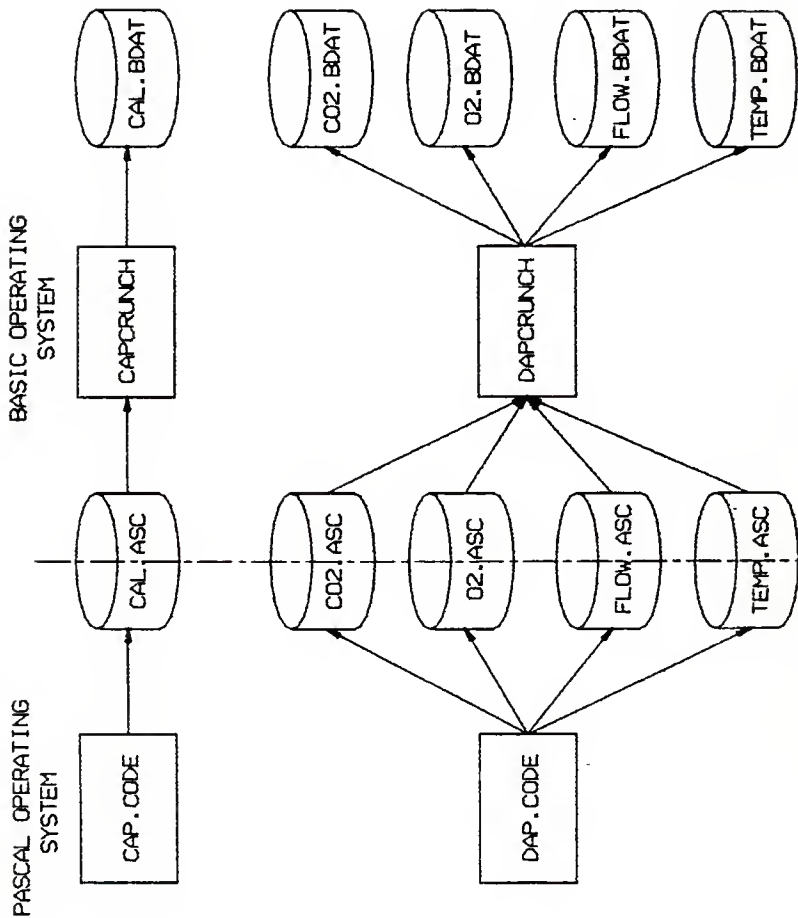 PASCAL OPERATING
SYSTEM
BASIC OPERATING
SYSTEM
CAP.CODE
CAL.ASC
CAPCRUNCH
CAL.BDAT
DAP.CODE
CO2.ASC
O2.ASC
FLOW.ASC
TEMP.ASC
DAPCRUNCH
CO2.BDAT
O2.BDAT
FLOW.BDAT
TEMP.BDAT